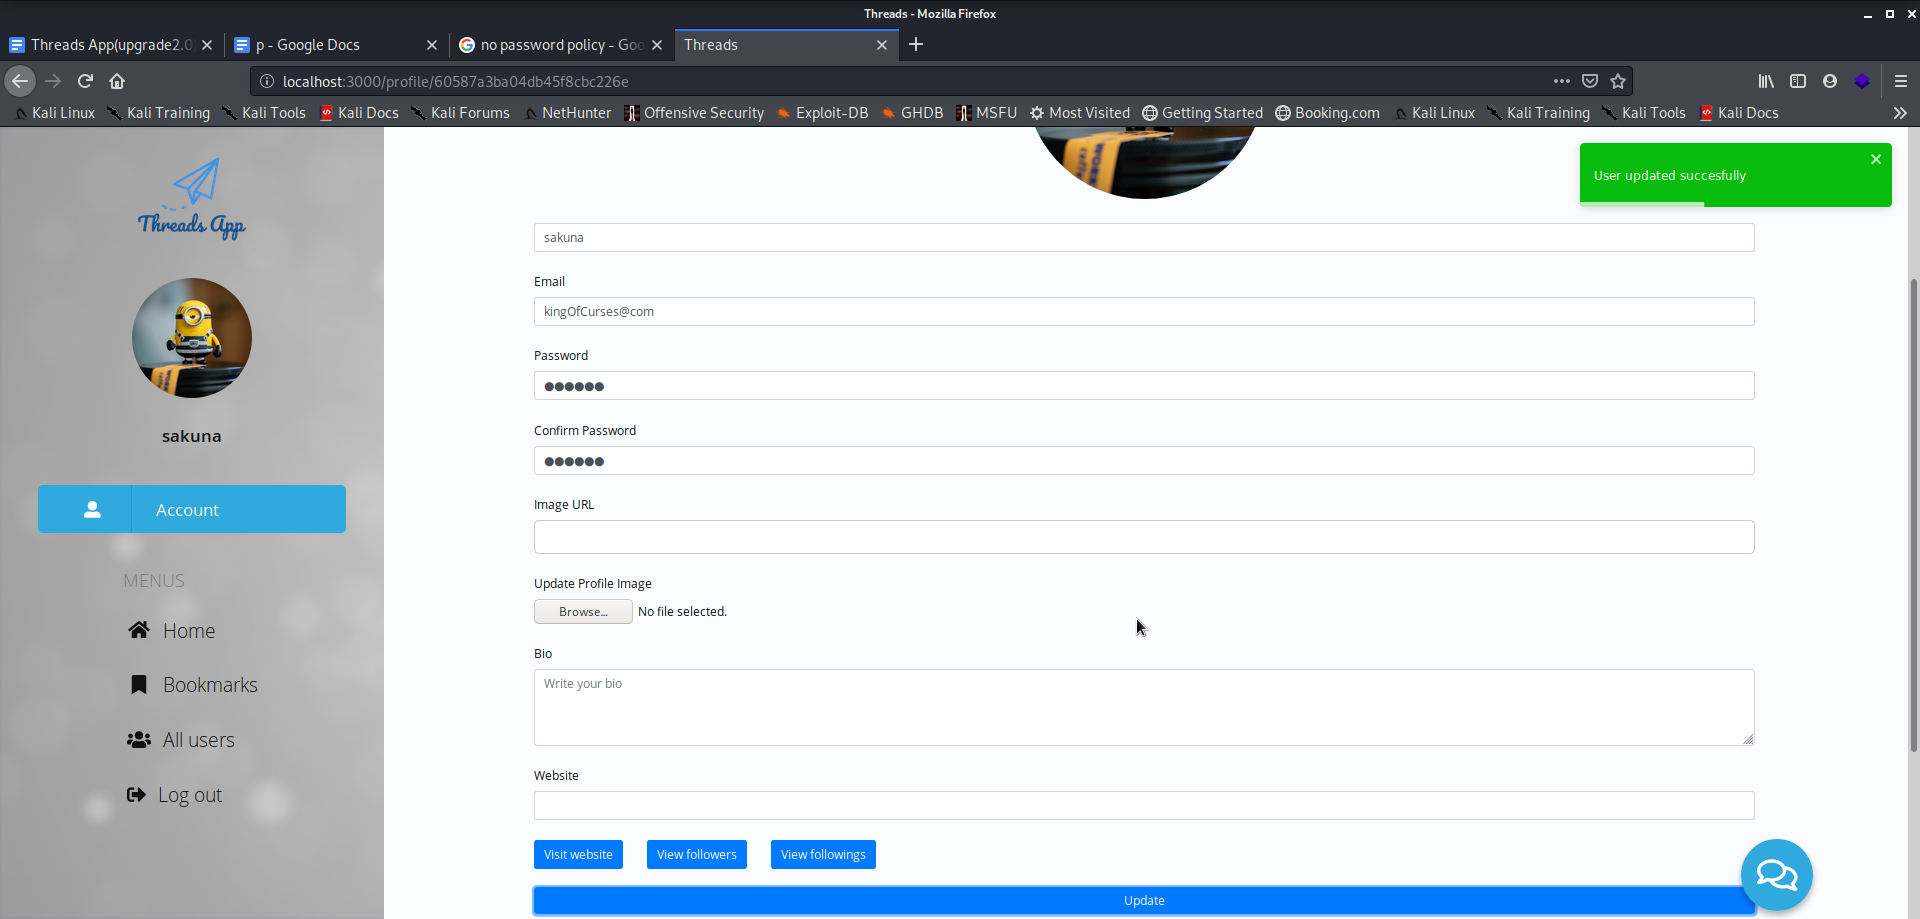 Threads - Mozilla Firefox
Threads App(upgrade2.0 p - Google Docs no password policy - Goo Threads
localhost:3000/profile/60587a3ba04db45f8cbc226e
Kali Linux Kali Training Kali Tools Kali Docs Kali Forums NetHunter Offensive Security Exploit-DB GHDB MSFU Most Visited Getting Started Booking.com Kali Linux Kali Training Kali Tools Kali Docs
Threads App
sakuna
Account
MENUS
Home
Bookmarks
All users
Log out
User updated succesfully
sakuna
Email
kingOfCurses@com
Password
●●●●●●
Confirm Password
●●●●●●
Image URL
Update Profile Image
Browse... No file selected.
Bio
Write your bio
Website
Visit website View followers View followings
Update